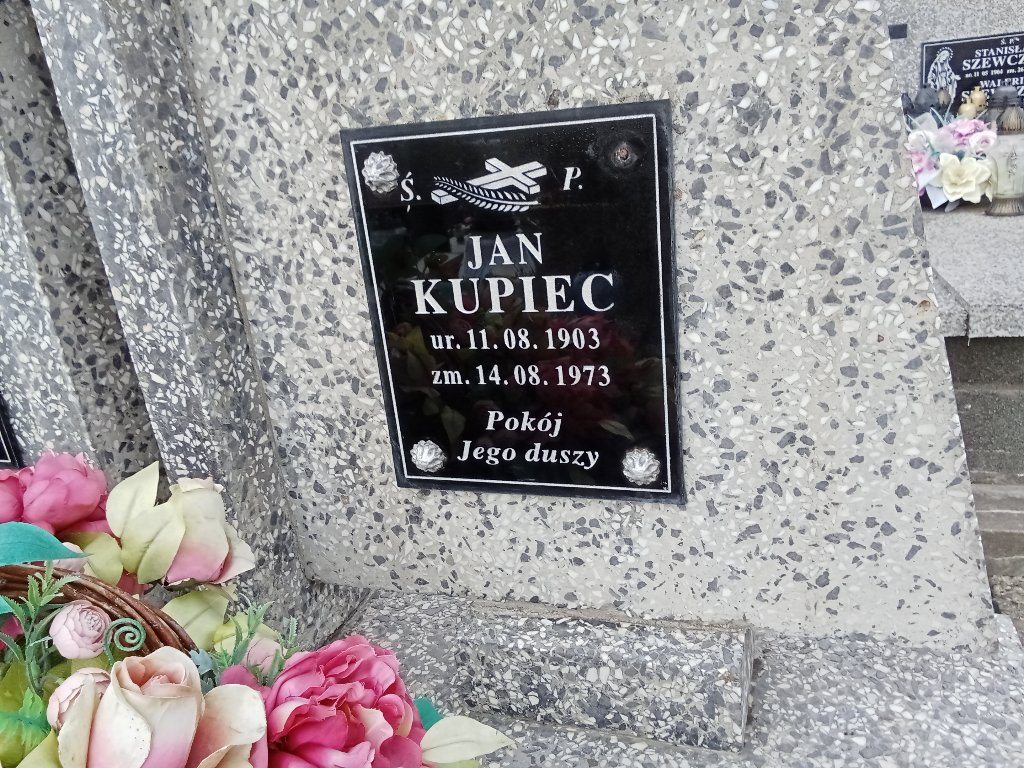 Ś. P.
JAN
KUPIEC
ur. 11. 08. 1903
zm. 14. 08. 1973
Pokój
Jego duszy
Ś. P.